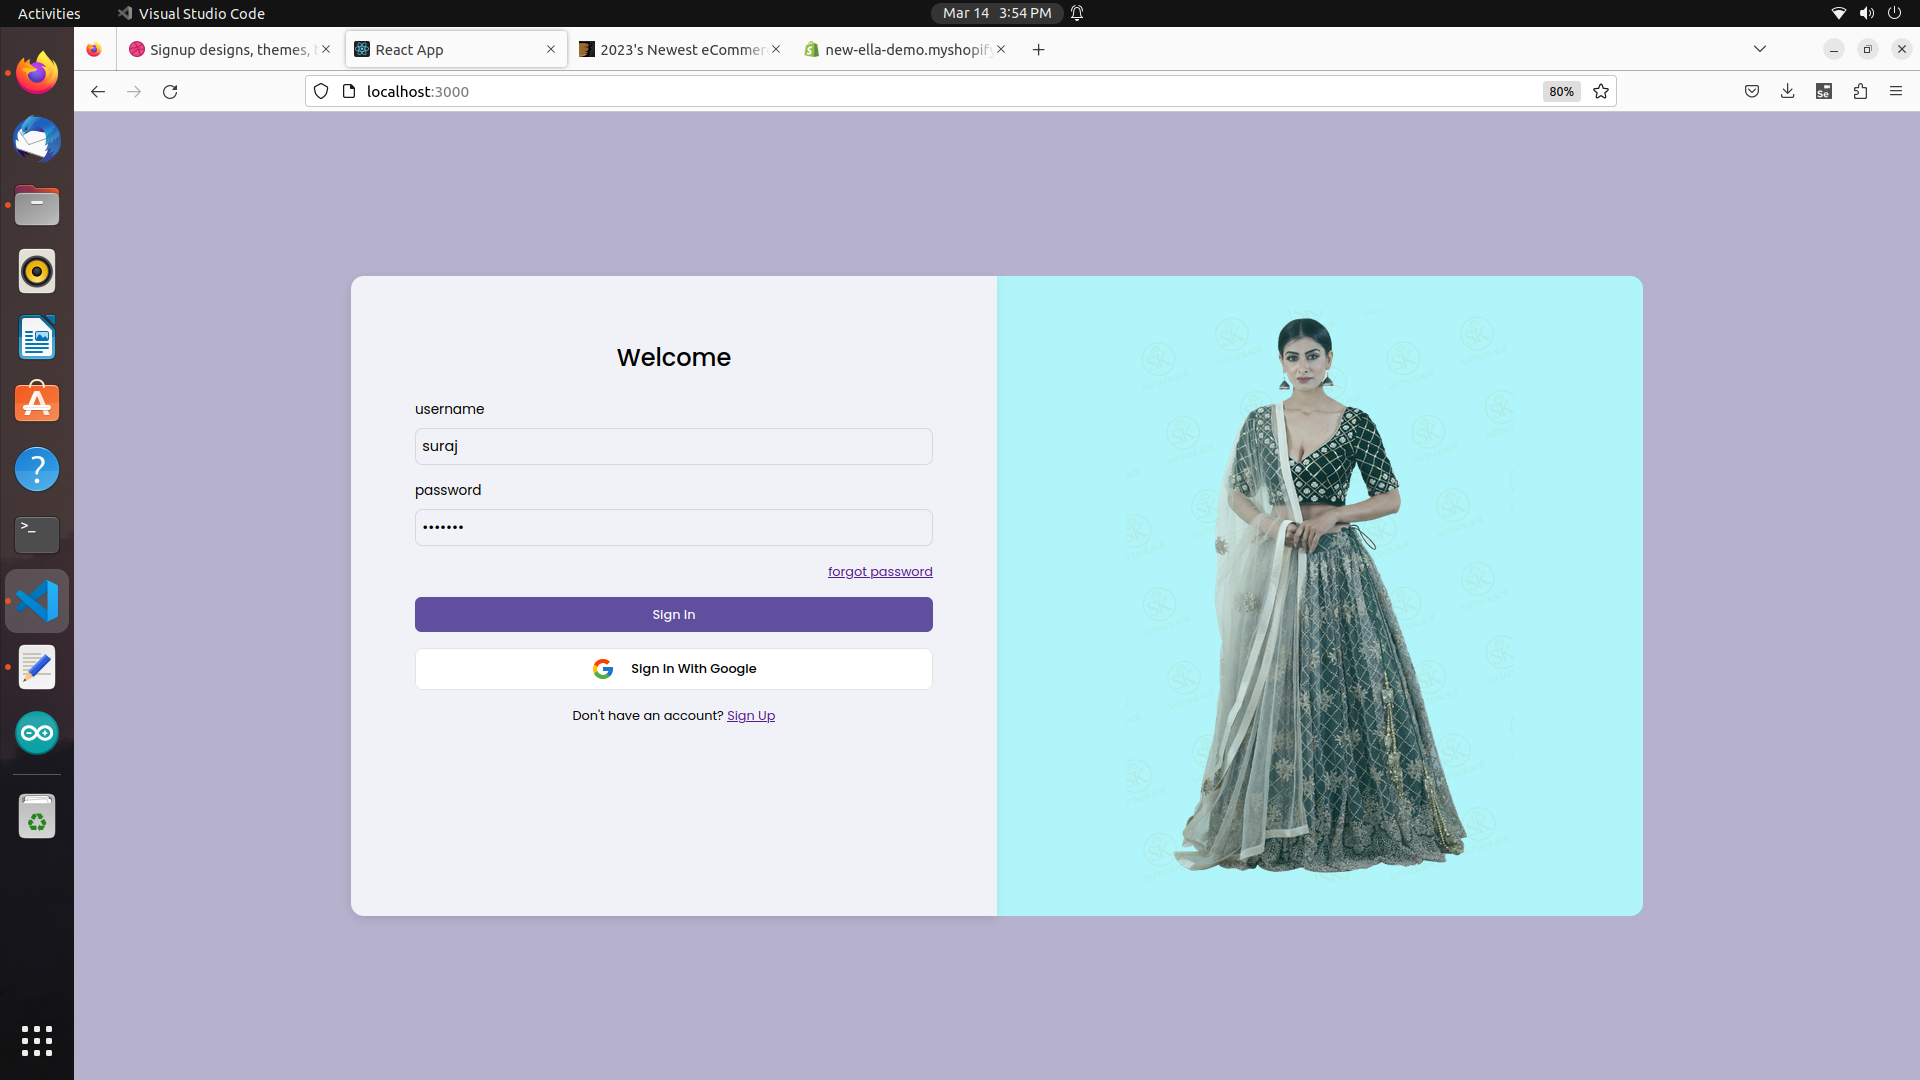 Activities
Visual Studio Code
Mar 14 3:54 PM
Signup designs, themes, t
React App
2023's Newest eCommer
new-ella-demo.myshopify
localhost:3000
80%
Se
Welcome
username
suraj
password
•••••••
forgot password
Sign In
Sign In With Google
Don't have an account? Sign Up
SK